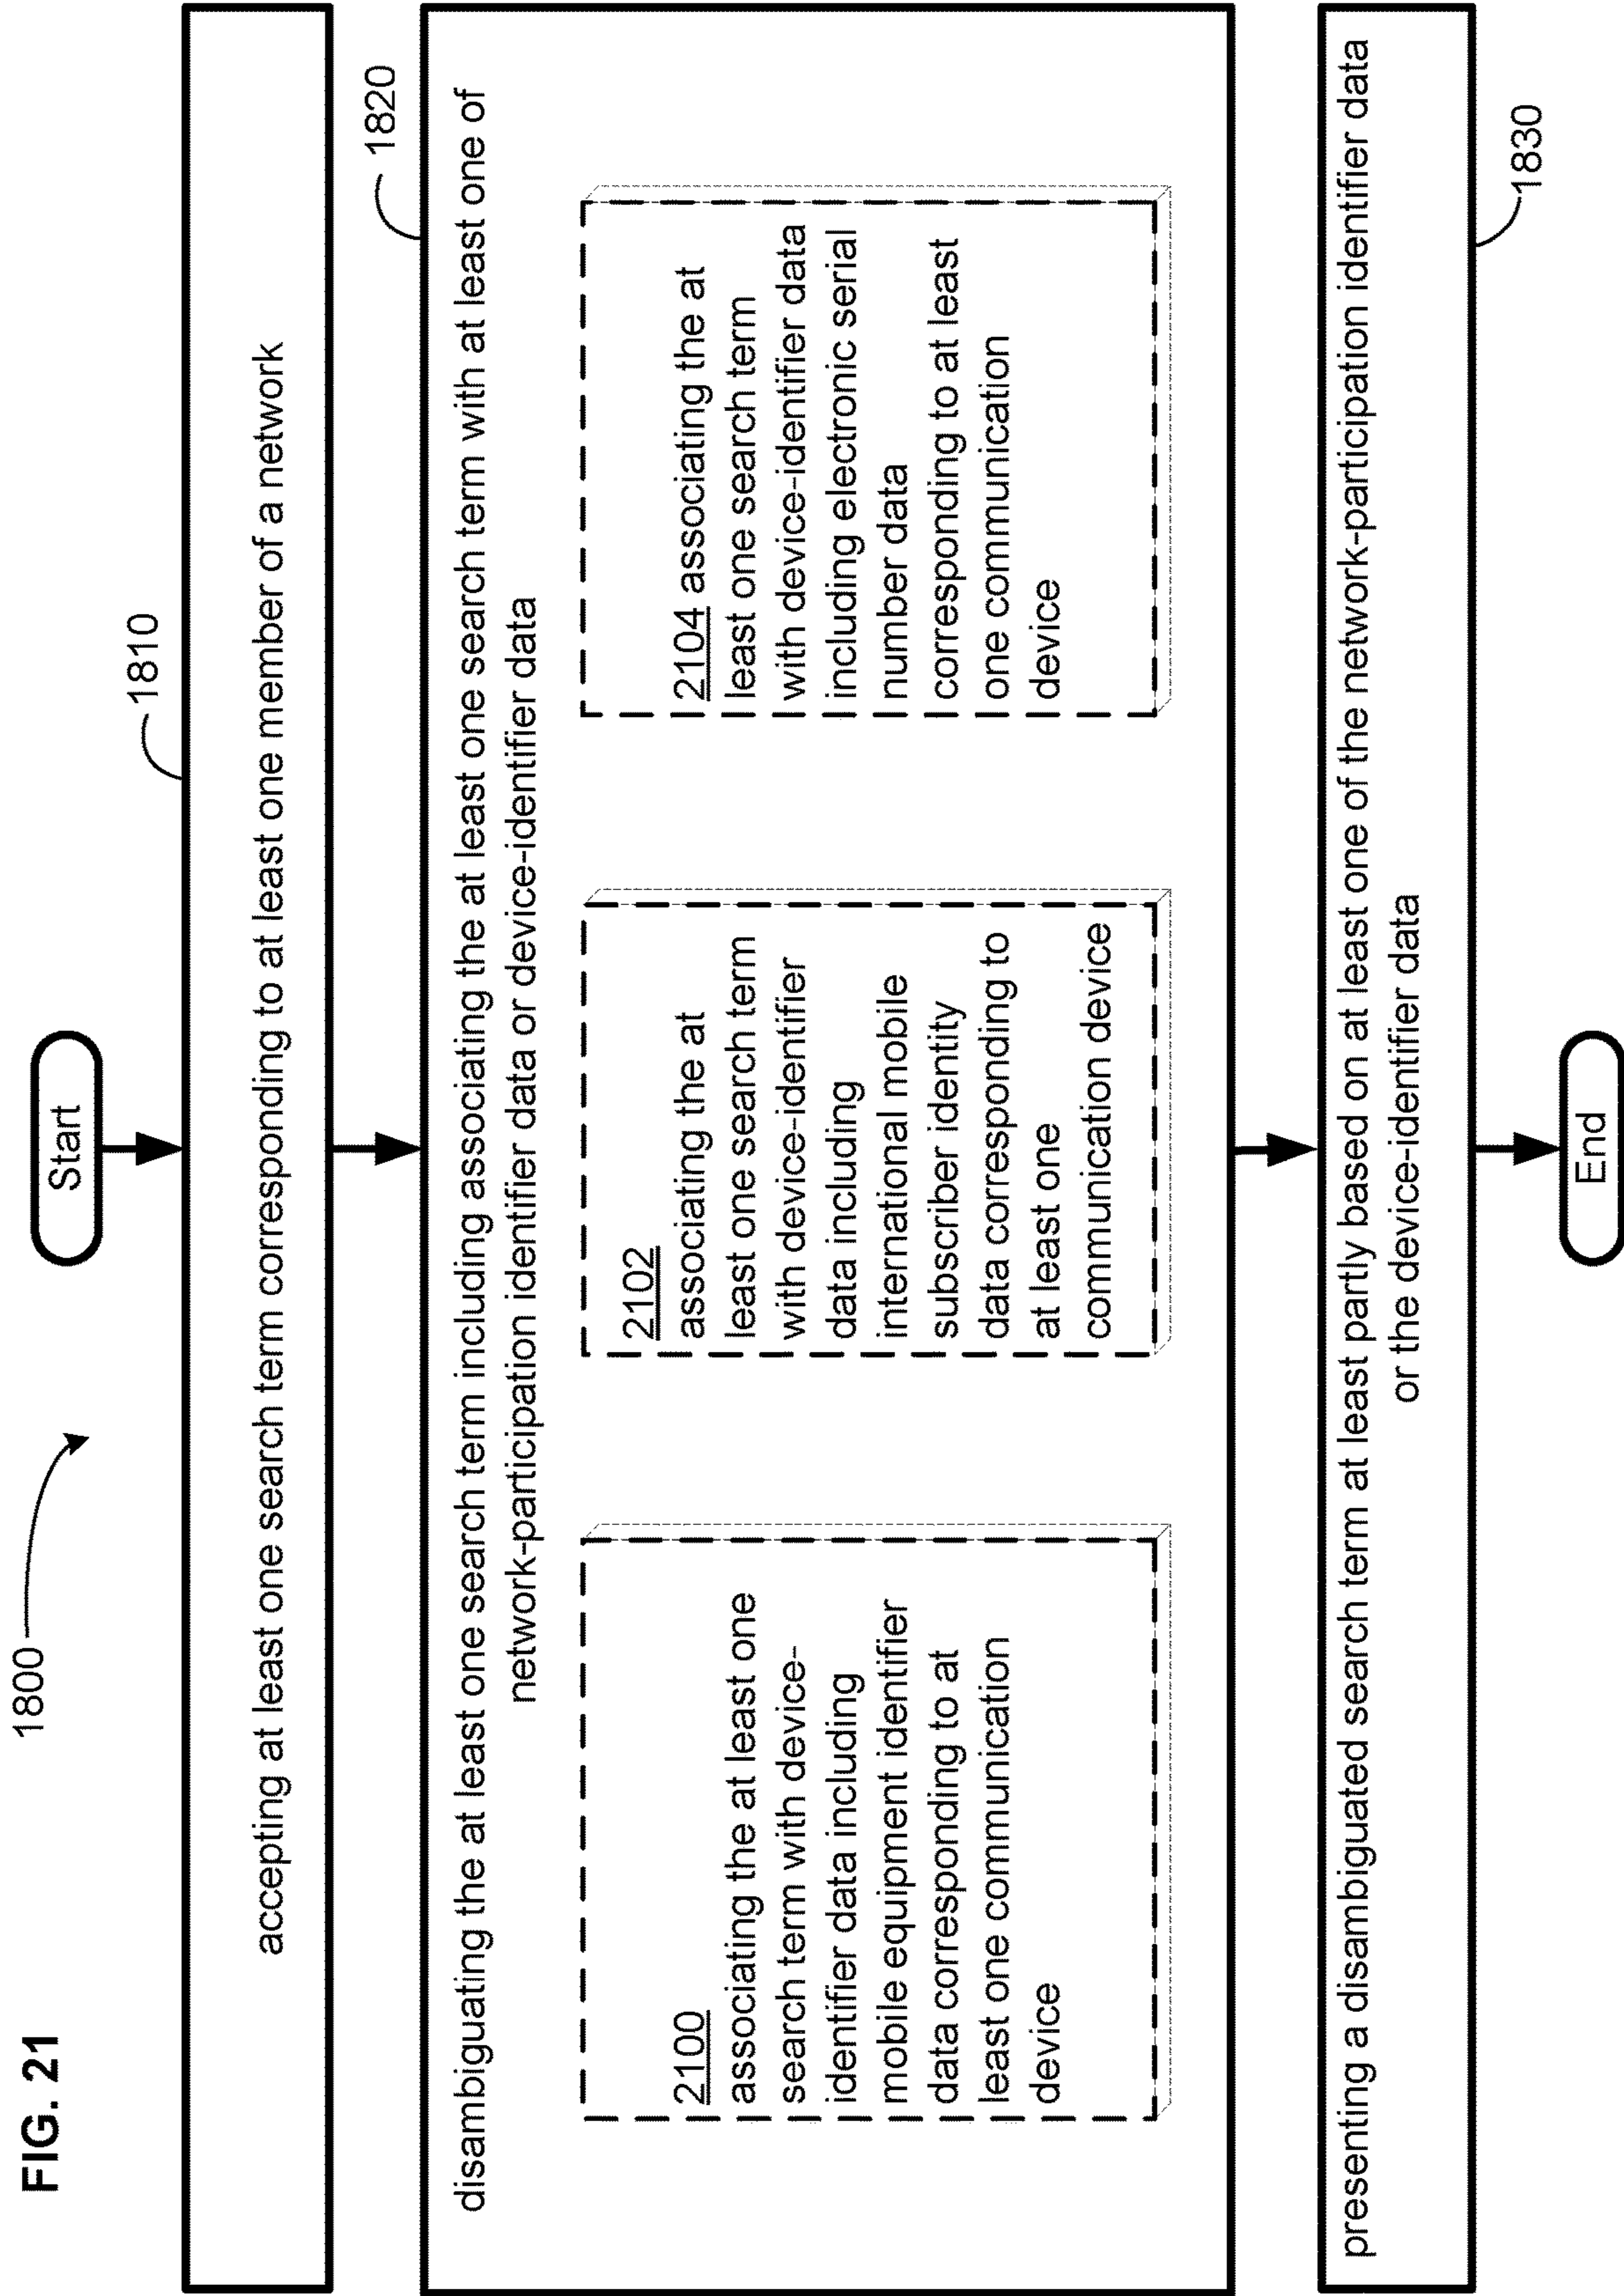 FIG. 21
1800
Start
1810
accepting at least one search term corresponding to at least one member of a network
1820
disambiguating the at least one search term including associating the at least one search term with at least one of
network-participation identifier data or device-identifier data
2100
associating the at least one
search term with device-
identifier data including
mobile equipment identifier
data corresponding to at
least one communication
device
2102
associating the at
least one search term
with device-identifier
data including
international mobile
subscriber identity
data corresponding to
at least one
communication device
2104 associating the at
least one search term
with device-identifier data
including electronic serial
number data
corresponding to at least
one communication
device
presenting a disambiguated search term at least partly based on at least one of the network-participation identifier data
or the device-identifier data
1830
End